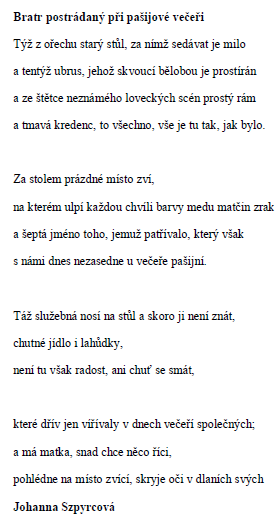 Bratr postrádaný při pašijové večeři
Týž z ořechu starý stůl, za nímž sedávat je milo
a tentýž ubrus, jehož skvoucí bělobou je prostírán
a ze štětce neznámého loveckých scén prostý rám
a tmavá kredenc, to všechno, vše je tu tak, jak bylo.
Za stolem prázdné místo zví,
na kterém ulpí každou chvíli barvy medu matčin zrak
a šeptá jméno toho, jemuž patřívalo, který však
s námi dnes nezasedne u večeře pašijní.
Táž služebná nosí na stůl a skoro ji není znát,
chutné jídlo i lahůdky,
není tu však radost, ani chuť se smát,
které dřív jen vířívaly v dnech večeří společných;
a má matka, snad chce něco říci,
pohlédne na místo zvící, skryje oči v dlaních svých
Johanna Szpyrcová